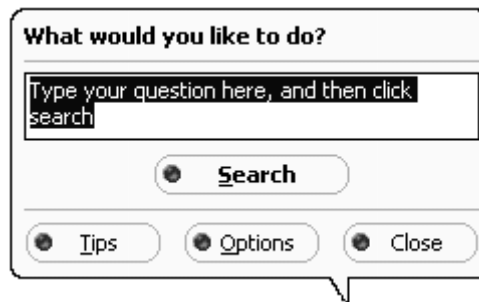 What would you like to do?
Type your question here, and then click
search
Search
Tips
Options
Close